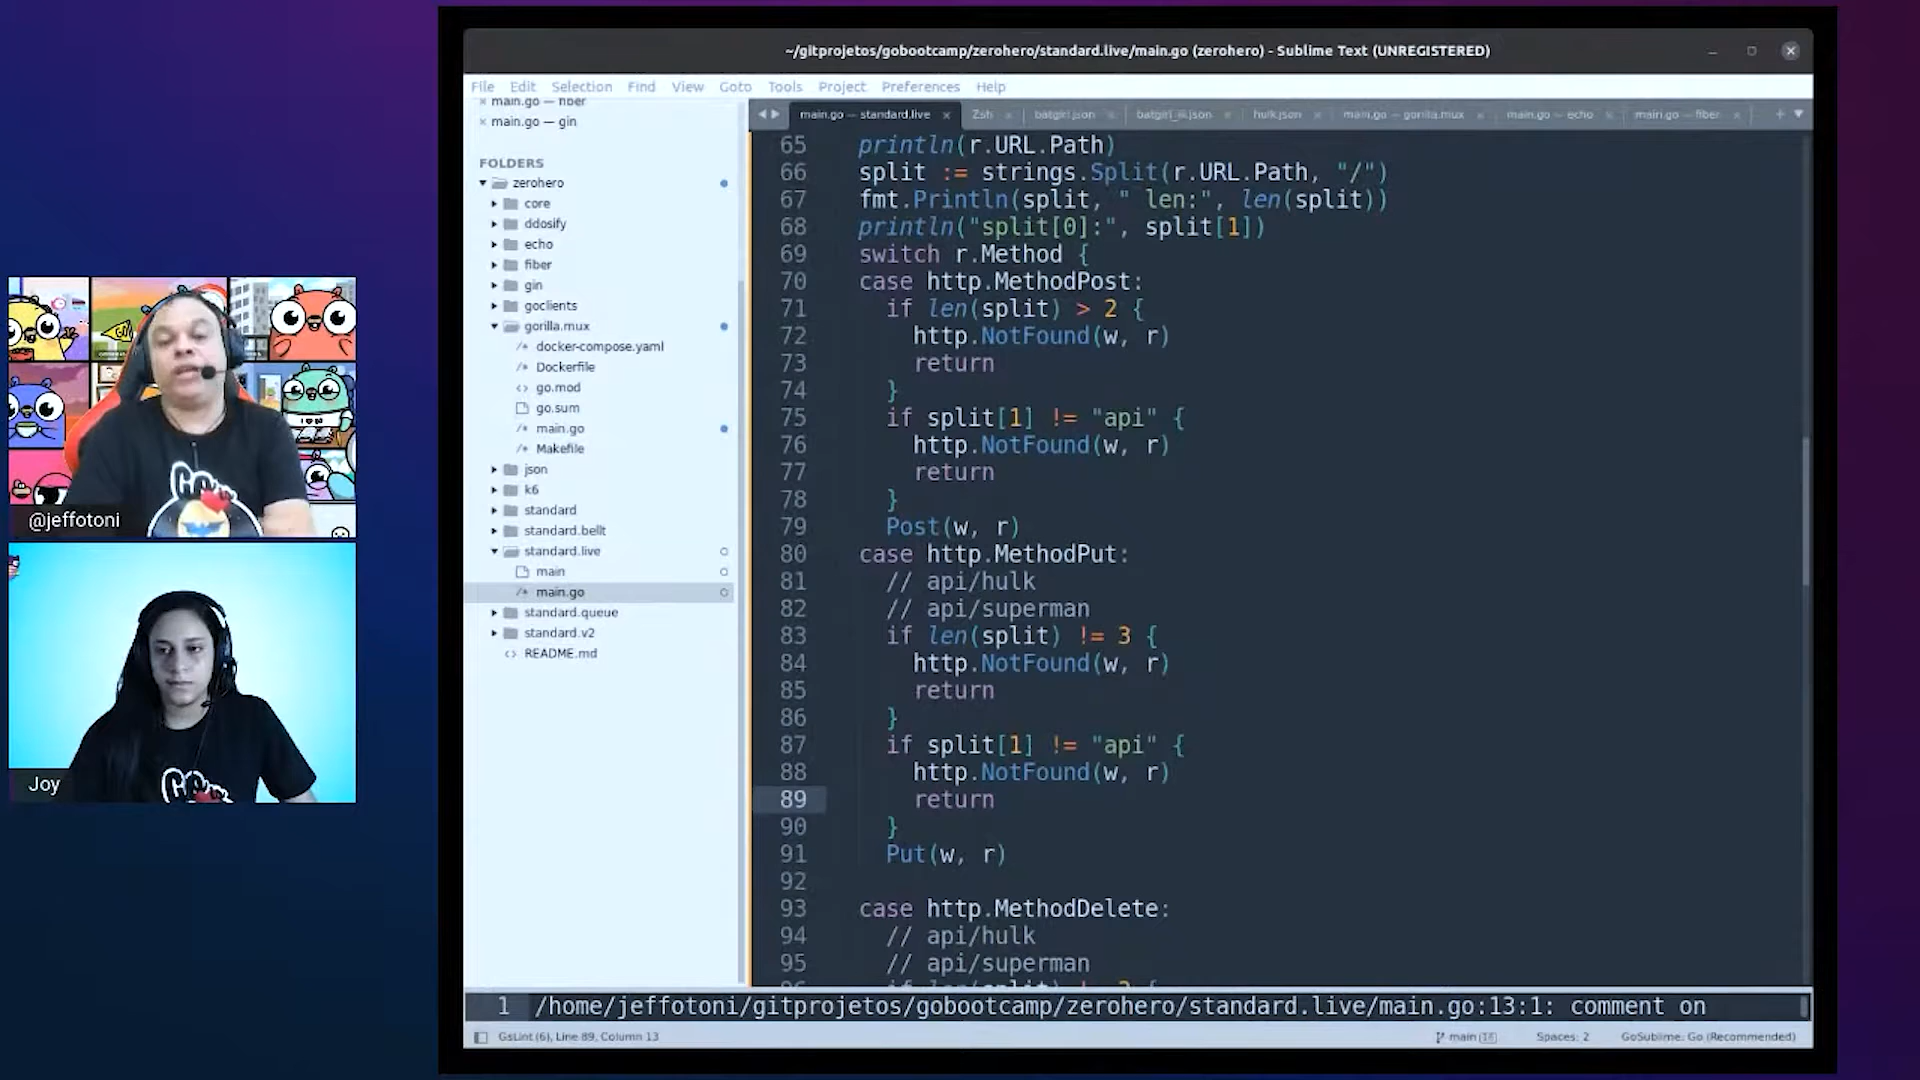 ~/gitprojetos/gobootcamp/zerohero/standard.live/main.go (zerohero) - Sublime Text (UNREGISTERED)
File Edit Selection Find View Goto Tools Project Preferences Help
main.go — fiber
main.go — gin
FOLDERS
zerohero
core
ddosify
echo
fiber
gin
goclients
gorilla.mux
docker-compose.yaml
Dockerfile
go.mod
go.sum
main.go
Makefile
json
k6
standard
standard.bellt
standard.live
main
main.go
standard.queue
standard.v2
README.md
main.go — standard.live Zsh batgirl.json hulk.json main.go — gorilla.mux main.go — echo main.go — fiber
65 println(r.URL.Path)
66 split := strings.Split(r.URL.Path, "/")
67 fmt.Println(split, " len:", len(split))
68 println("split[0]:", split[1])
69 switch r.Method {
70 case http.MethodPost:
71 if len(split) > 2 {
72 http.NotFound(w, r)
73 return
74 }
75 if split[1] != "api" {
76 http.NotFound(w, r)
77 return
78 }
79 Post(w, r)
80 case http.MethodPut:
81 // api/hulk
82 // api/superman
83 if len(split) != 3 {
84 http.NotFound(w, r)
85 return
86 }
87 if split[1] != "api" {
88 http.NotFound(w, r)
89 return
90 }
91 Put(w, r)
92
93 case http.MethodDelete:
94 // api/hulk
95 // api/superman
1 /home/jeffotoni/gitprojetos/gobootcamp/zerohero/standard.live/main.go:13:1: comment on
GsLint (6), Line 89, Column 13
main
Spaces: 2
GoSublime: Go (Recommended)
@jeffotoni
Joy